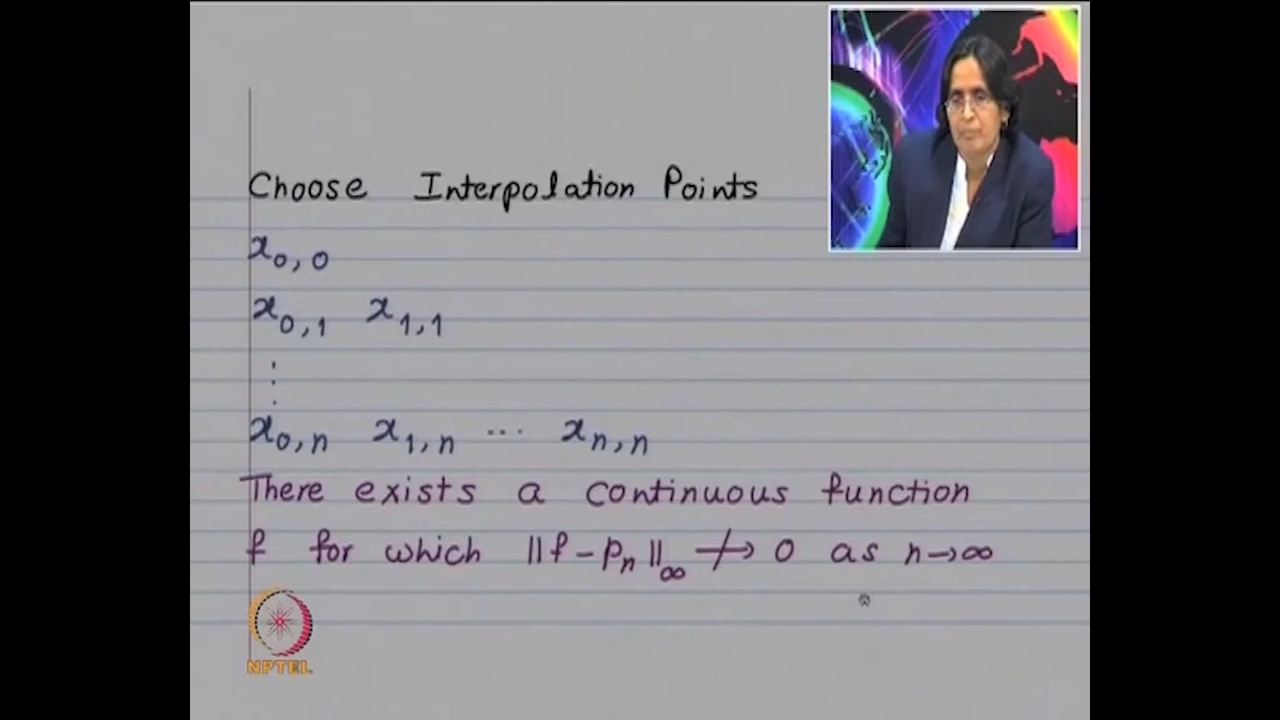 Choose Interpolation Points
x₀,₀
x₀,₁ x₁,₁
⋮
x₀,ₙ x₁,ₙ ⋯ xₙ,ₙ
There exists a continuous function
f for which ||f-pₙ||_∞ ↛ 0 as n→∞
NPTEL